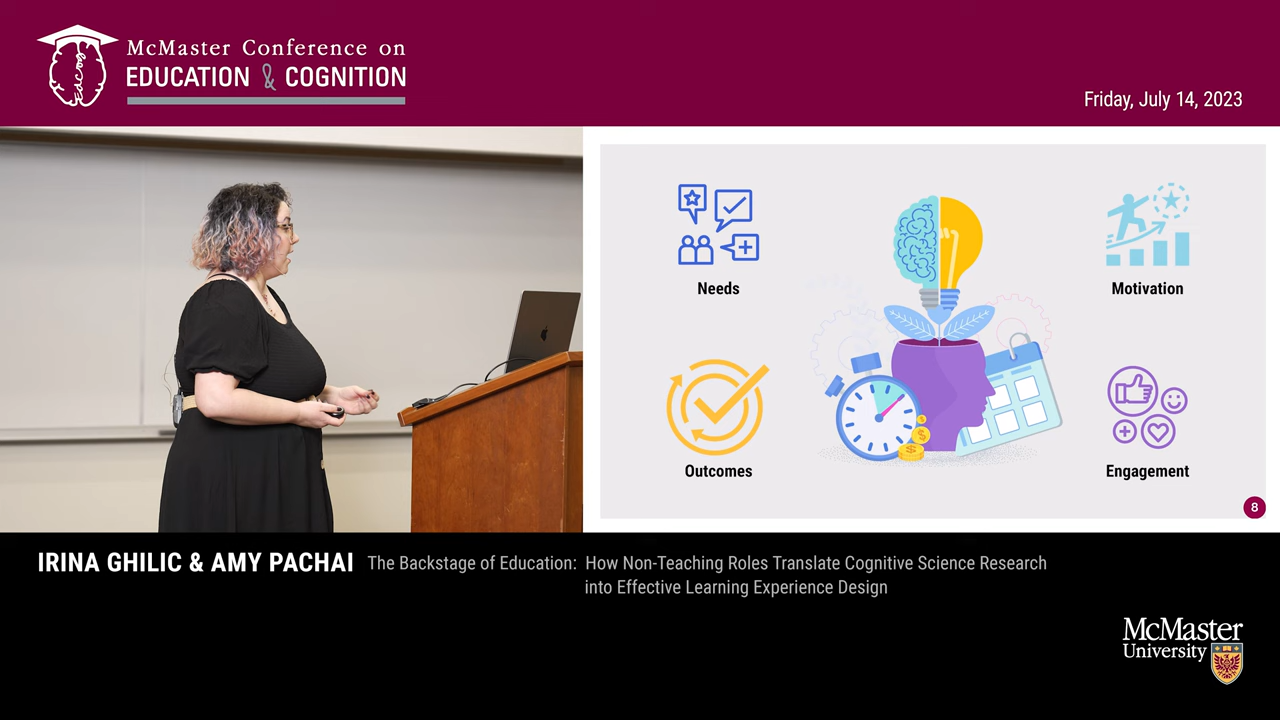 McMaster Conference on
EDUCATION & COGNITION
Friday, July 14, 2023
Needs
Motivation
Outcomes
Engagement
8
IRINA GHILIC & AMY PACHAI The Backstage of Education: How Non-Teaching Roles Translate Cognitive Science Research
into Effective Learning Experience Design
McMaster
University